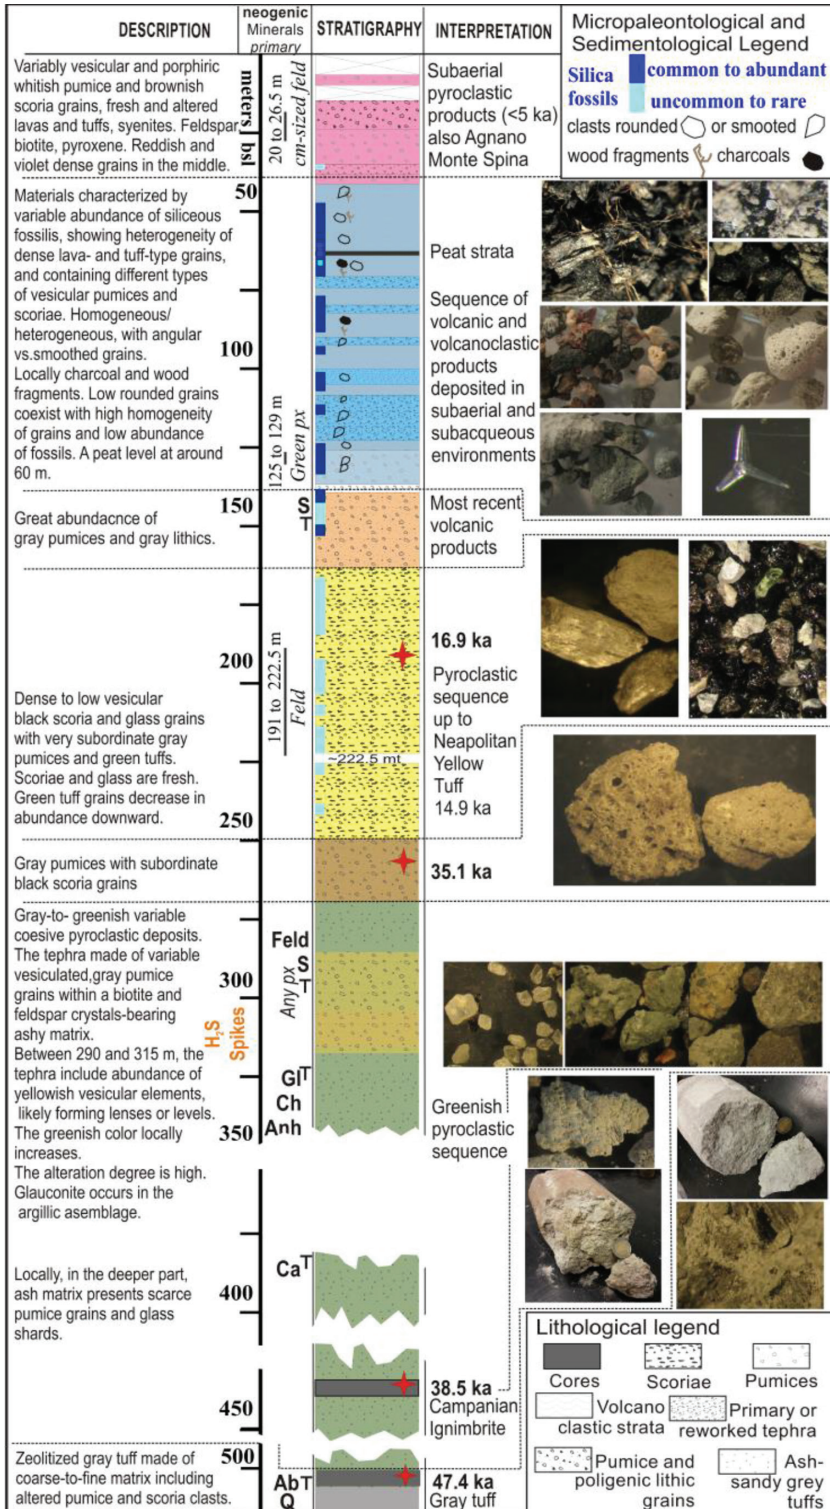 DESCRIPTION
neogenic
Minerals
primary
STRATIGRAPHY
INTERPRETATION
Micropaleontological and
Sedimentological Legend
Silica
fossils
common to abundant
uncommon to rare
clasts rounded or smooted
wood fragments charcoals
Variably vesicular and porphiric
whitish pumice and brownish
scoria grains, fresh and altered
lavas and tuffs, syenites. Feldspar,
biotite, pyroxene. Reddish and
violet dense grains in the middle.
meters / bsl
20 to 26.5 m
cm-sized feld
Subaerial
pyroclastic
products (<5 ka)
also Agnano
Monte Spina
50
Materials characterized by
variable abundance of siliceous
fossilis, showing heterogeneity of
dense lava- and tuff-type grains,
and containing different types
of vesicular pumices and
scoriae. Homogeneous/
heterogeneous, with angular
vs.smoothed grains.
Locally charcoal and wood
fragments. Low rounded grains
coexist with high homogeneity
of grains and low abundance
of fossils. A peat level at around
60 m.
100
125 to 129 m
Green px
Peat strata
Sequence of
volcanic and
volcanoclastic
products
deposited in
subaerial and
subacqueous
environments
150
S
T
Great abundacnce of
gray pumices and gray lithics.
Most recent
volcanic
products
200
191 to 222.5 m
Feld
16.9 ka
Pyroclastic
sequence
up to
Neapolitan
Yellow
Tuff
14.9 ka
Dense to low vesicular
black scoria and glass grains
with very subordinate gray
pumices and green tuffs.
Scoriae and glass are fresh.
Green tuff grains decrease in
abundance downward.
~222.5 mt
250
Gray pumices with subordinate
black scoria grains
35.1 ka
Gray-to- greenish variable
coesive pyroclastic deposits.
The tephra made of variable
vesiculated,gray pumice
grains within a biotite and
feldspar crystals-bearing
ashy matrix.
Between 290 and 315 m, the
tephra include abundance of
yellowish vesicular elements,
likely forming lenses or levels.
The greenish color locally
increases.
The alteration degree is high.
Glauconite occurs in the
argillic asemblage.
300
H2S
Spikes
Feld
Any px
S
T
Gl T
Ch
Anh
350
Greenish
pyroclastic
sequence
Locally, in the deeper part,
ash matrix presents scarce
pumice grains and glass
shards.
400
Ca T
450
38.5 ka
Campanian
Ignimbrite
500
Zeolitized gray tuff made of
coarse-to-fine matrix including
altered pumice and scoria clasts.
Ab T
Q
47.4 ka
Gray tuff
Lithological legend
Cores
Scoriae
Pumices
Volcano
clastic strata
Primary or
reworked tephra
Pumice and
poligenic lithic
grains
Ash-
sandy grey
tuffs